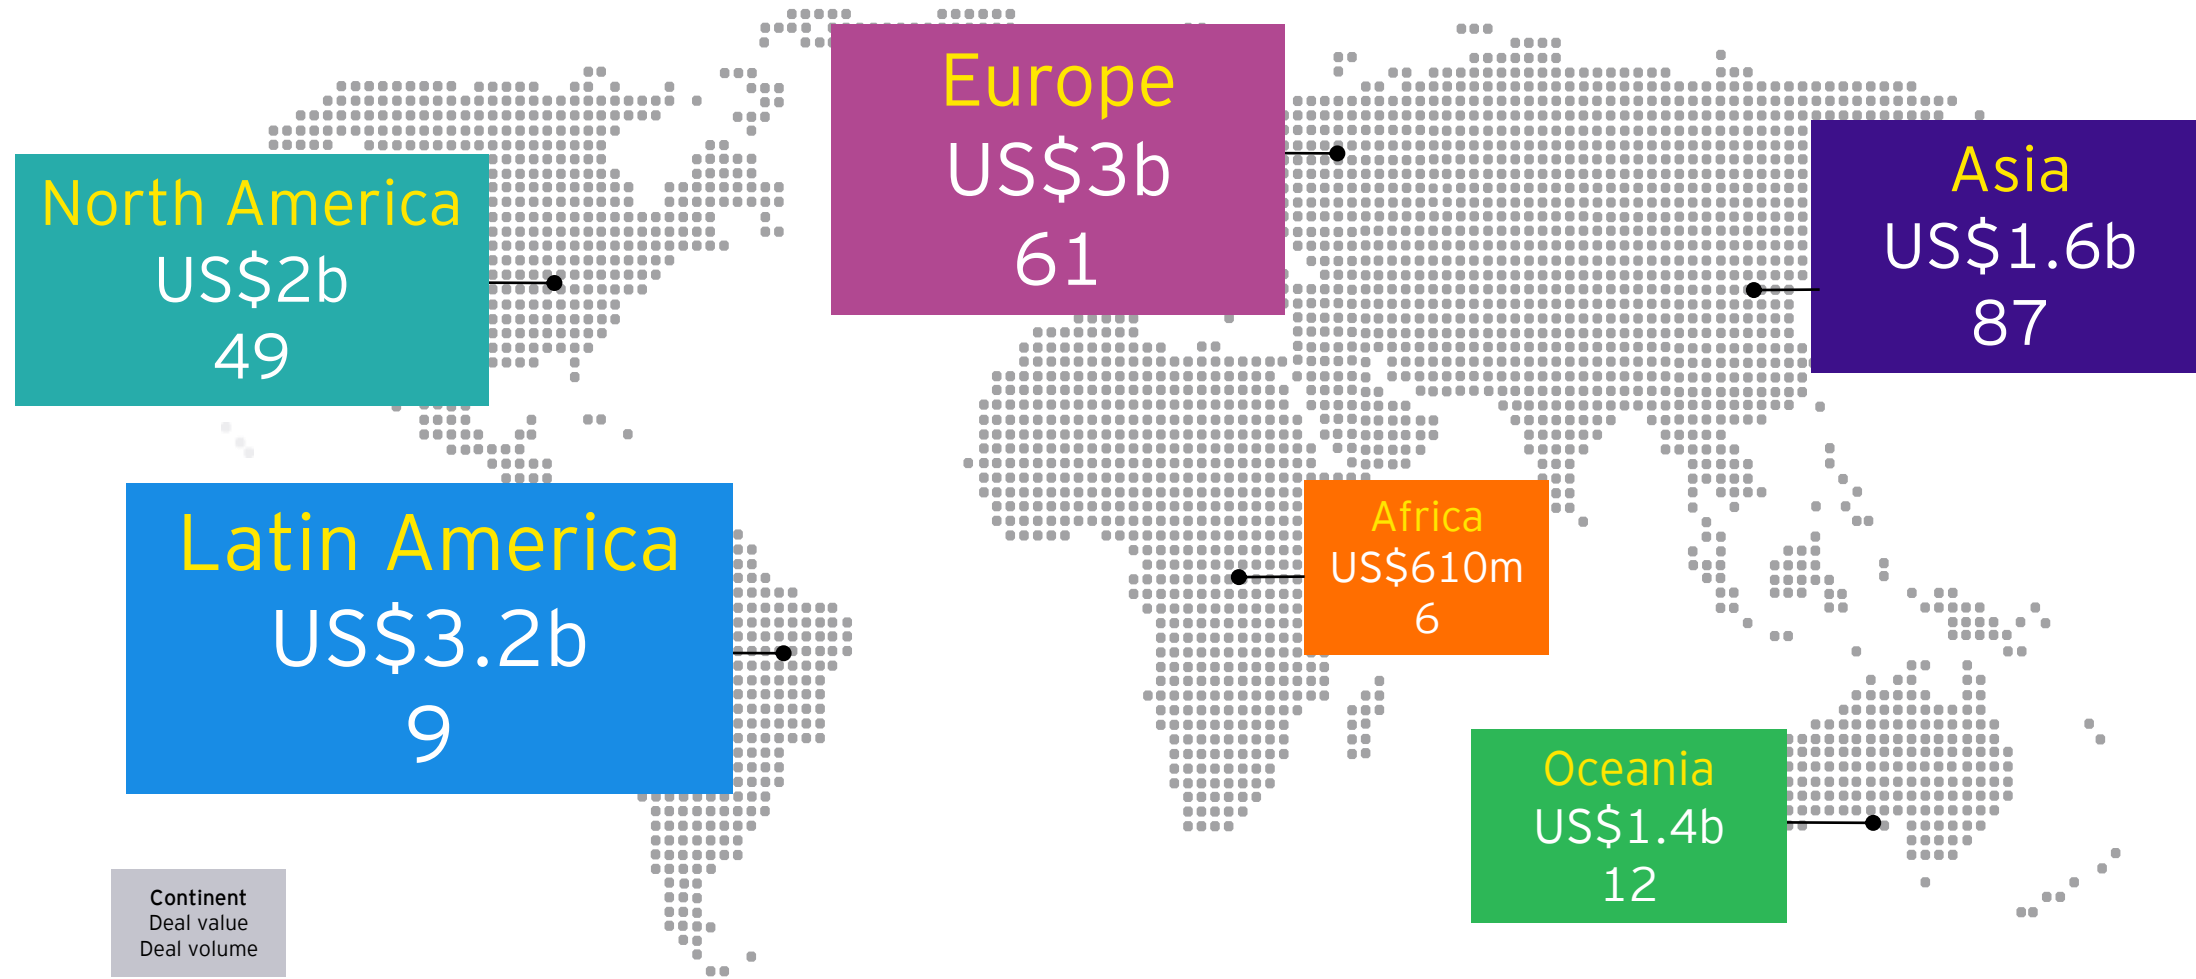 Europe
US$3b
61
Asia
US$1.6b
87
North America
US$2b
49
Latin America
US$3.2b
9
Africa
US$610m
6
Oceania
US$1.4b
12
Continent
Deal value
Deal volume